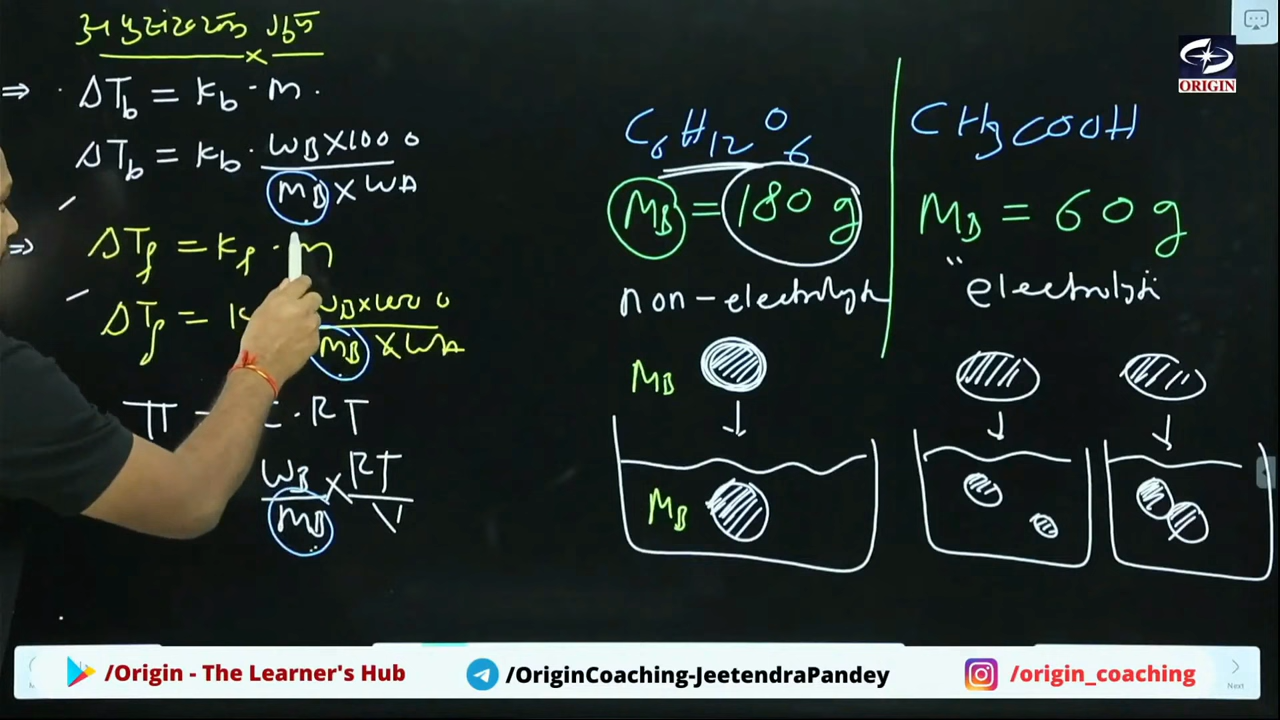 अणुसंख्य गुण
⇒ ΔTb = Kb · m.
ΔTb = Kb · WB×1000 / MB × WA
⇒ ΔTf = Kf · m
ΔTf = WB×1000 / MB × WA
π = · RT
WB / MB × RT / V
C6H12O6
MB = 180 g
non-electrolyte
MB
MB
CH3COOH
MB = 60 g
"electrolyti
ORIGIN
/Origin - The Learner's Hub
/OriginCoaching-JeetendraPandey
/origin_coaching
Next